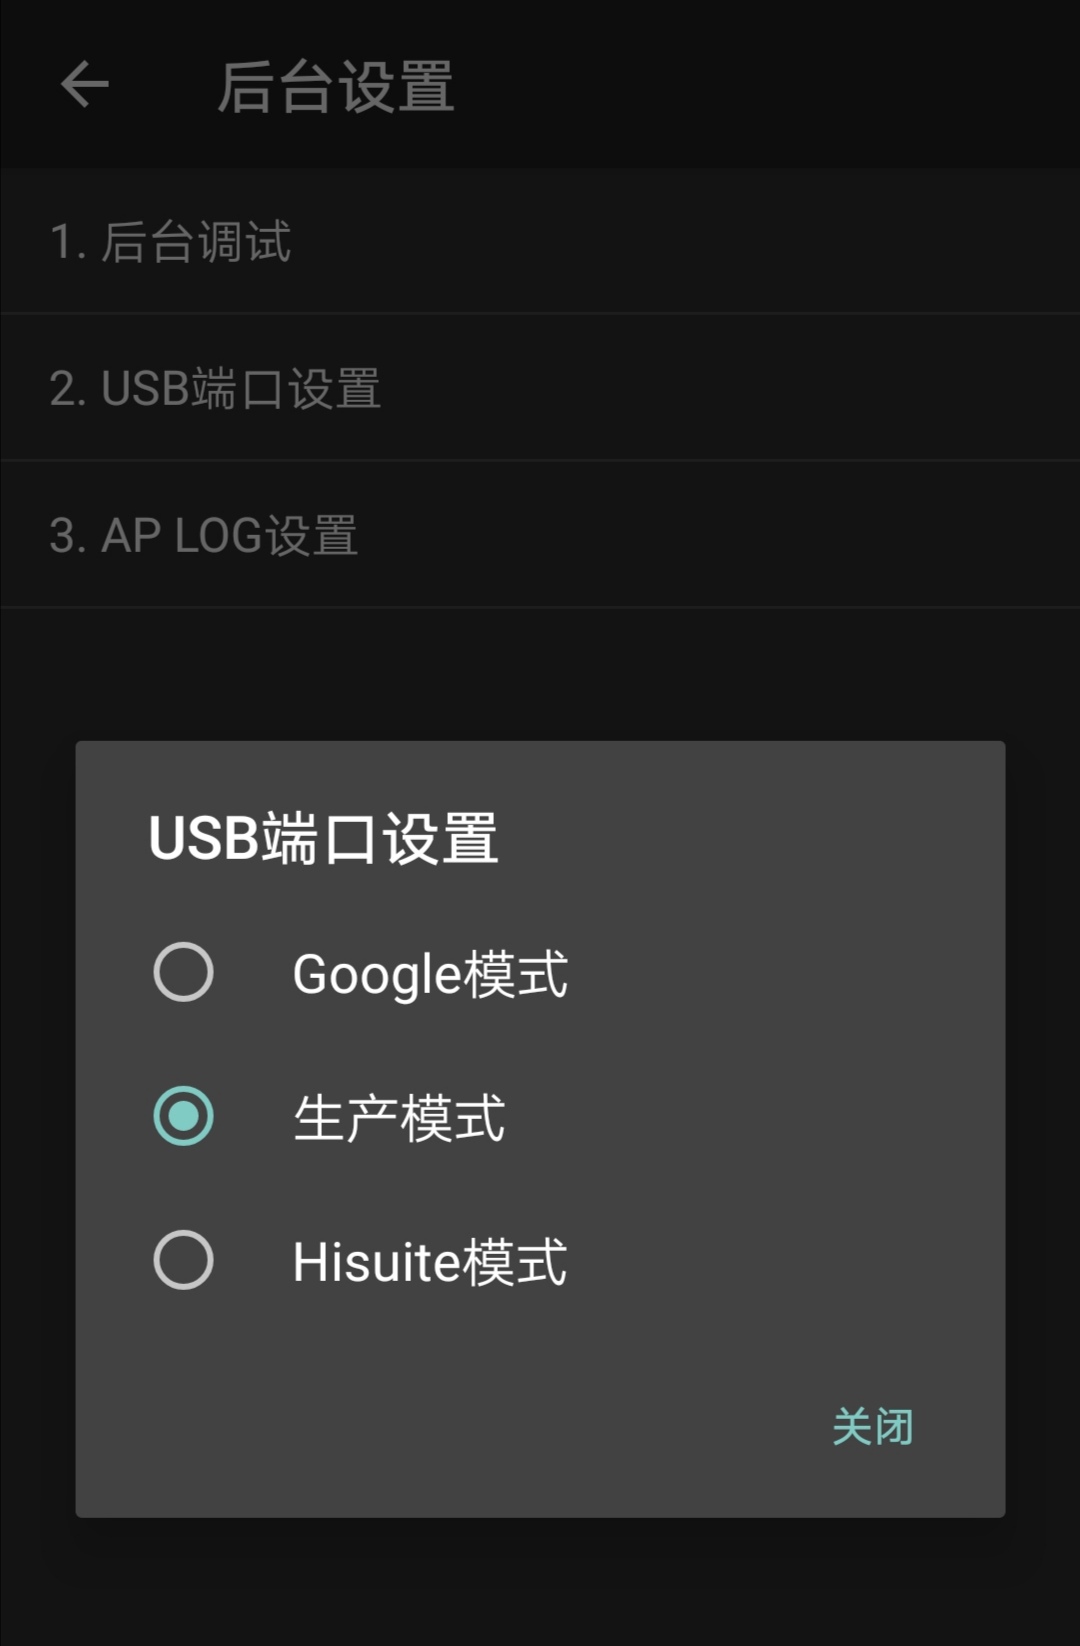 后台设置
1. 后台调试
2. USB端口设置
3. AP LOG设置
USB端口设置
Google模式
生产模式
Hisuite模式
关闭